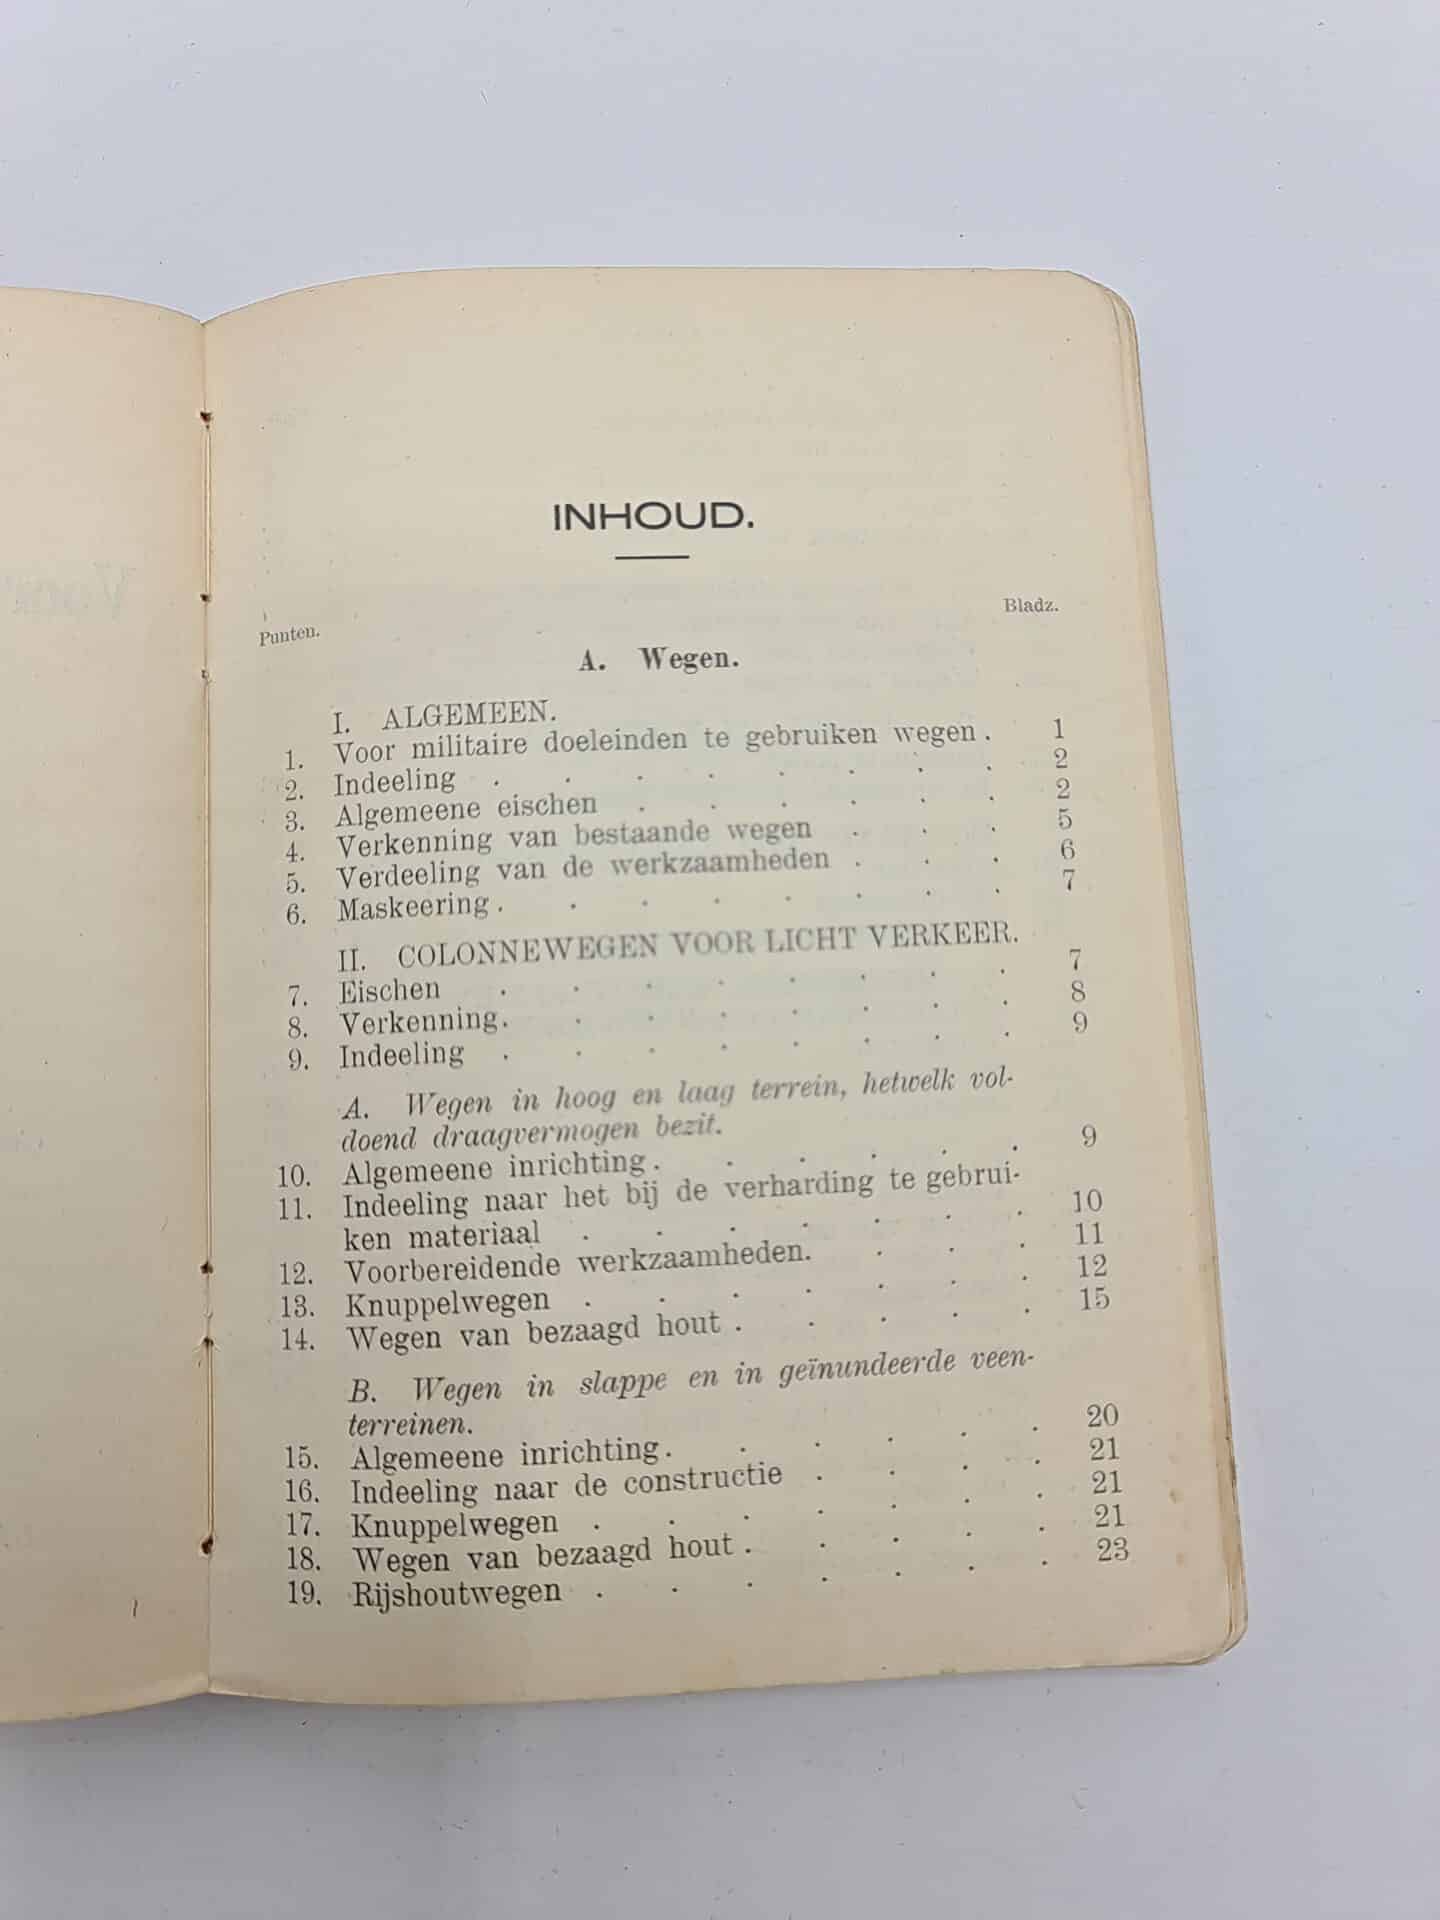 INHOUD.
Punten.
Bladz.
A. Wegen.
I. ALGEMEEN.
1. Voor militaire doeleinden te gebruiken wegen . 1
2. Indeeling . . . . . . . . 2
3. Algemeene eischen . . . . . . 2
4. Verkenning van bestaande wegen . . . 5
5. Verdeeling van de werkzaamheden . . . 6
6. Maskeering . . . . . . . . 7
II. COLONNEWEGEN VOOR LICHT VERKEER.
7. Eischen . . . . . . . . 7
8. Verkenning . . . . . . . . 8
9. Indeeling . . . . . . . . 9
A. Wegen in hoog en laag terrein, hetwelk vol-
doend draagvermogen bezit.
10. Algemeene inrichting . . . . . . 9
11. Indeeling naar het bij de verharding te gebrui-
ken materiaal . . . . . . . 10
12. Voorbereidende werkzaamheden . . . . 11
13. Knuppelwegen . . . . . . . 12
14. Wegen van bezaagd hout . . . . . 15
B. Wegen in slappe en in geïnundeerde veen-
terreinen.
15. Algemeene inrichting . . . . . . 20
16. Indeeling naar de constructie . . . . 21
17. Knuppelwegen . . . . . . . 21
18. Wegen van bezaagd hout . . . . . 21
19. Rijshoutwegen . . . . . . . 23